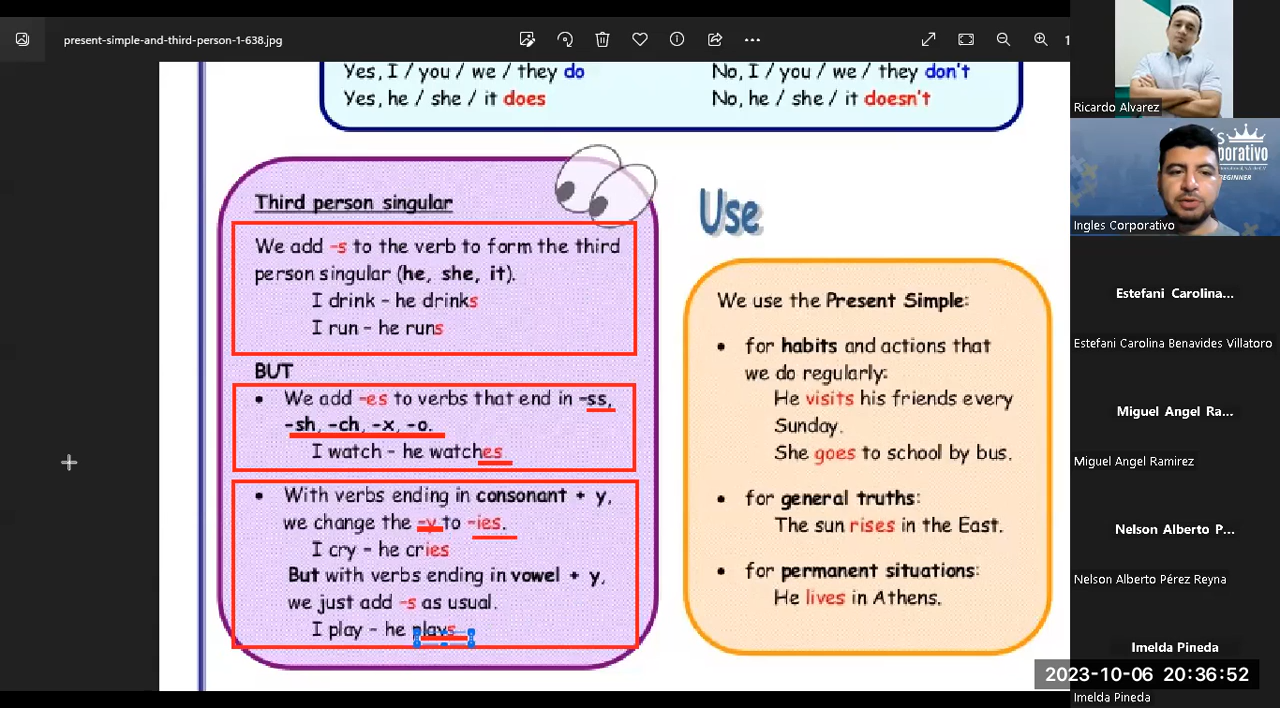 present-simple-and-third-person-1-638.jpg
1
Yes, I / you / we / they do
No, I / you / we / they don't
Yes, he / she / it does
No, he / she / it doesn't
Third person singular
We add -s to the verb to form the third
person singular (he, she, it).
I drink – he drinks
I run – he runs
BUT
• We add -es to verbs that end in -ss,
-sh, -ch, -x, -o.
I watch – he watches
• With verbs ending in consonant + y,
we change the -y to -ies.
I cry – he cries
But with verbs ending in vowel + y,
we just add -s as usual.
I play – he plays
Use
We use the Present Simple:
• for habits and actions that
we do regularly:
He visits his friends every
Sunday.
She goes to school by bus.
• for general truths:
The sun rises in the East.
• for permanent situations:
He lives in Athens.
Ricardo Alvarez
Ingles Corporativo
Estefani Carolina...
Estefani Carolina Benavides Villatoro
Miguel Angel Ra...
Miguel Angel Ramirez
Nelson Alberto P...
Nelson Alberto Pérez Reyna
Imelda Pineda
2023-10-06 20:36:52
Imelda Pineda